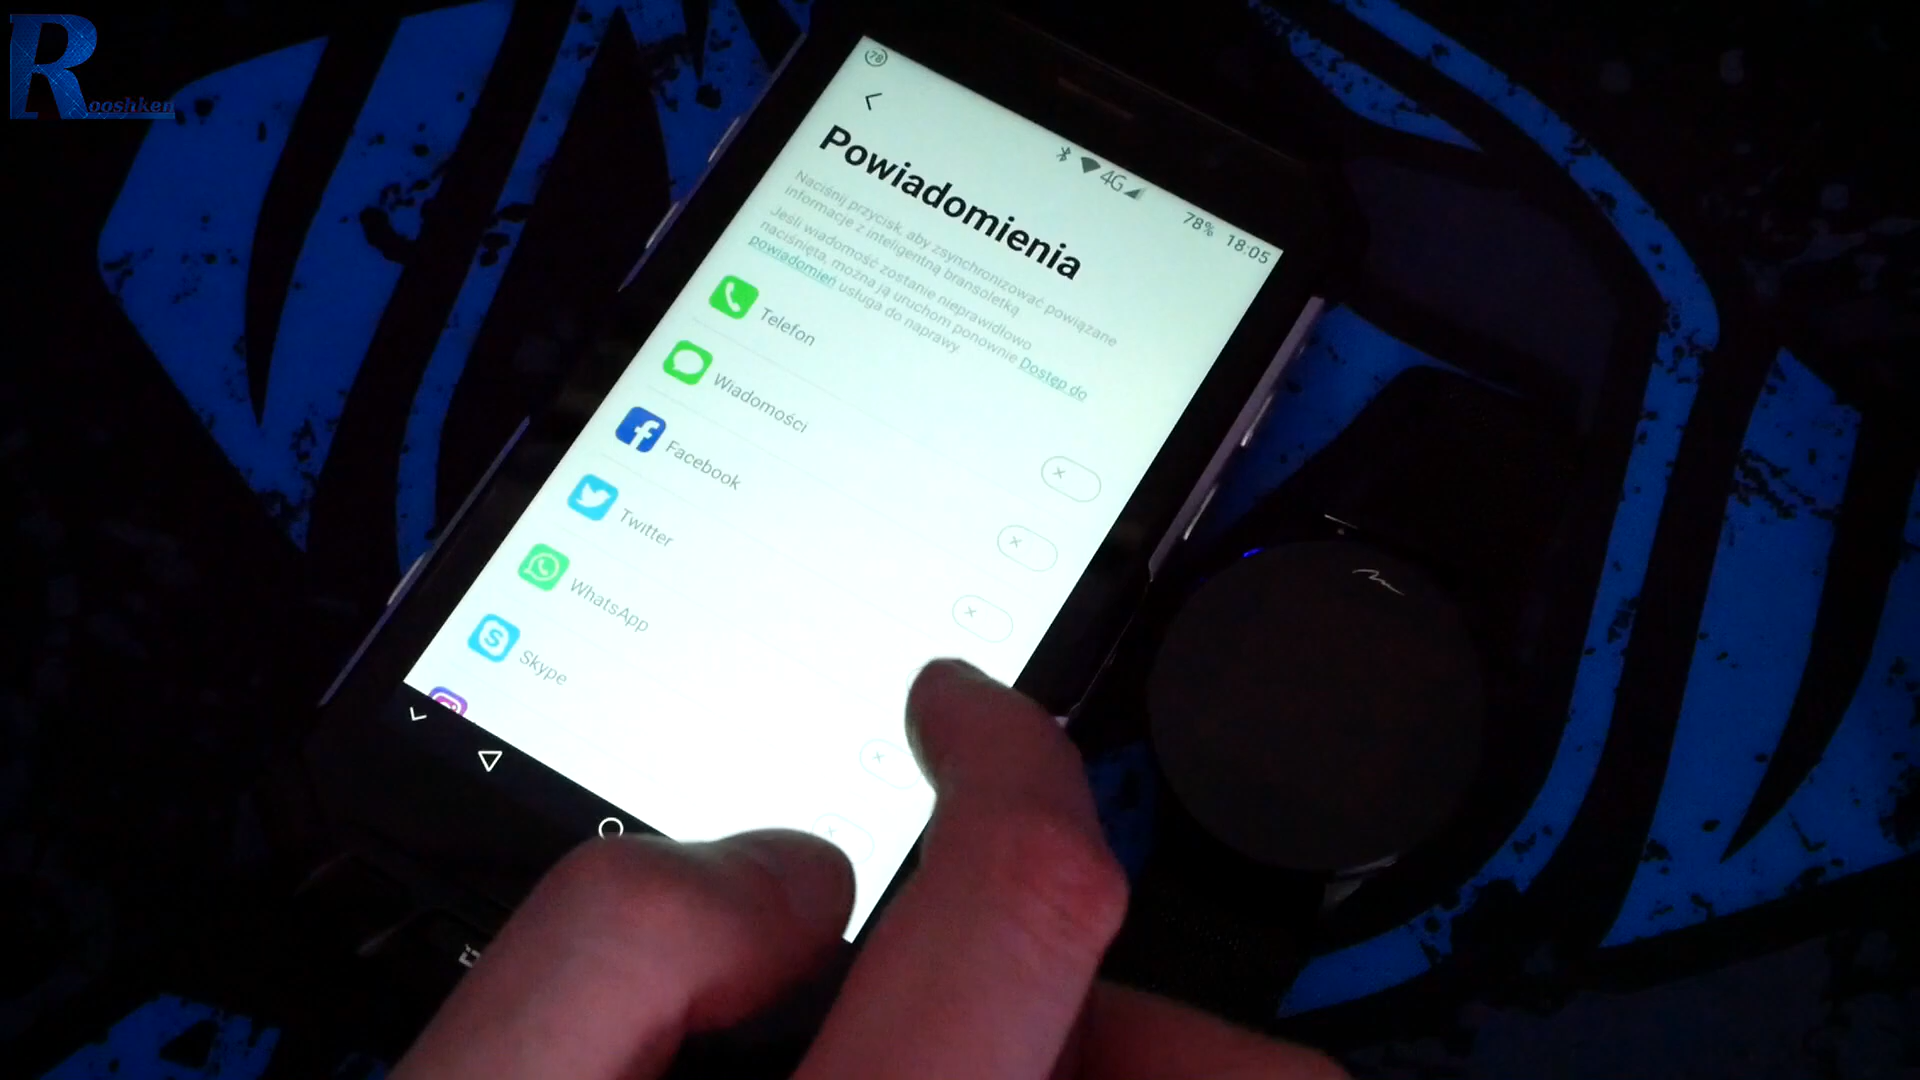 Rooshken
78
4G
78% 18:05
Powiadomienia
Naciśnij przycisk, aby zsynchronizować powiązane
informacje z inteligentną bransoletką
Jeśli wiadomość zostanie nieprawidłowo
naciśnięta, można ją uruchom ponownie Dostęp do
powiadomień usługa do naprawy.
Telefon
Wiadomości
Facebook
Twitter
WhatsApp
Skype